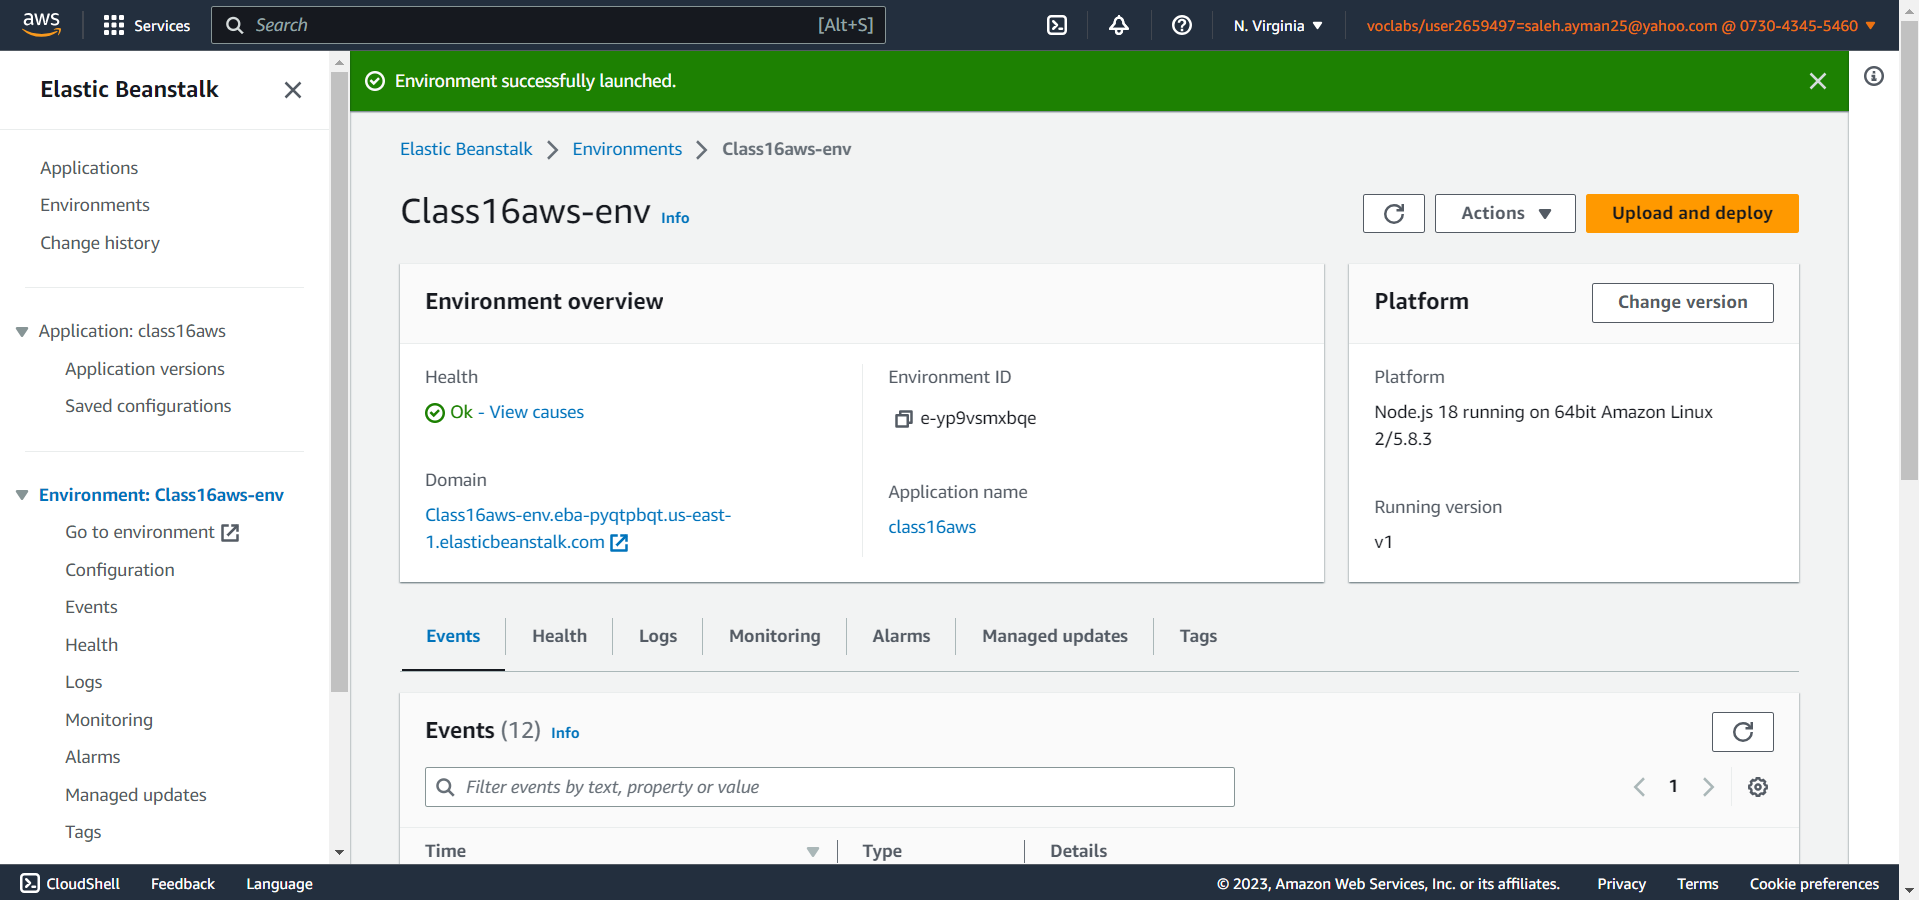 aws
Services
Search [Alt+S]
N. Virginia
voclabs/user2659497=saleh.ayman25@yahoo.com @ 0730-4345-5460
Elastic Beanstalk
Applications
Environments
Change history
Application: class16aws
Application versions
Saved configurations
Environment: Class16aws-env
Go to environment
Configuration
Events
Health
Logs
Monitoring
Alarms
Managed updates
Tags
Environment successfully launched.
Elastic Beanstalk > Environments > Class16aws-env
Class16aws-env Info
Actions
Upload and deploy
Environment overview
Health
Ok - View causes
Domain
Class16aws-env.eba-pyqtpbqt.us-east-
1.elasticbeanstalk.com
Environment ID
e-yp9vsmxbqe
Application name
class16aws
Platform
Change version
Platform
Node.js 18 running on 64bit Amazon Linux
2/5.8.3
Running version
v1
Events Health Logs Monitoring Alarms Managed updates Tags
Events (12) Info
Filter events by text, property or value
1
Time Type Details
CloudShell Feedback Language
© 2023, Amazon Web Services, Inc. or its affiliates. Privacy Terms Cookie preferences